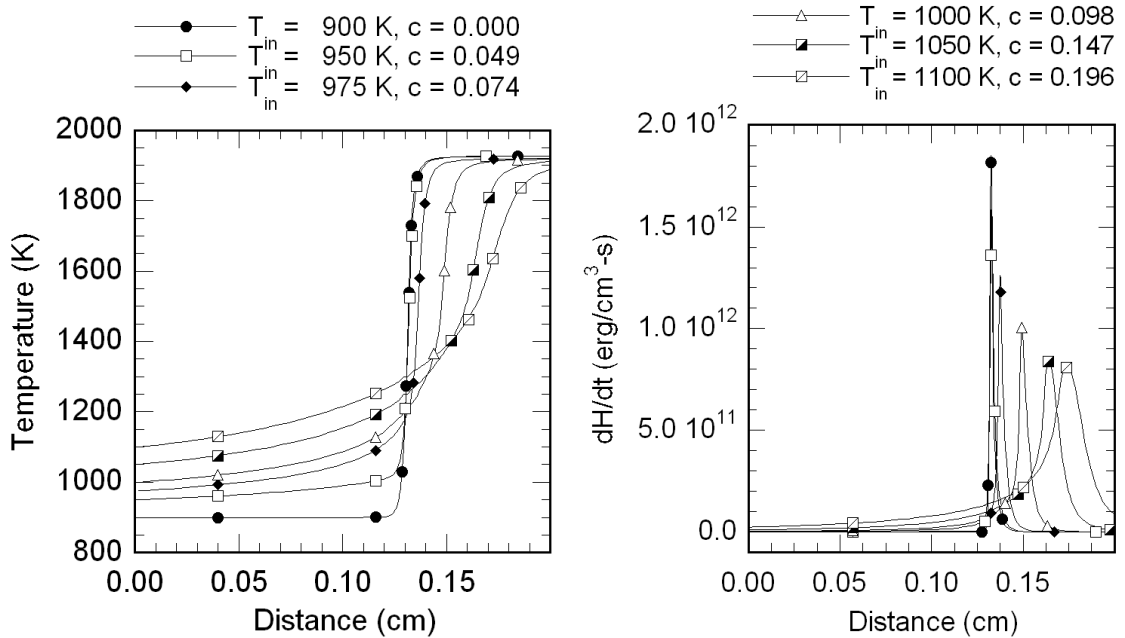 T_in = 900 K, c = 0.000
T_in = 950 K, c = 0.049
T_in = 975 K, c = 0.074
2000
1800
1600
1400
1200
1000
800
Temperature (K)
0.00 0.05 0.10 0.15
Distance (cm)
T_in = 1000 K, c = 0.098
T_in = 1050 K, c = 0.147
T_in = 1100 K, c = 0.196
2.0 10^12
1.5 10^12
1.0 10^12
5.0 10^11
0.0
dH/dt (erg/cm^3-s)
0.00 0.05 0.10 0.15
Distance (cm)